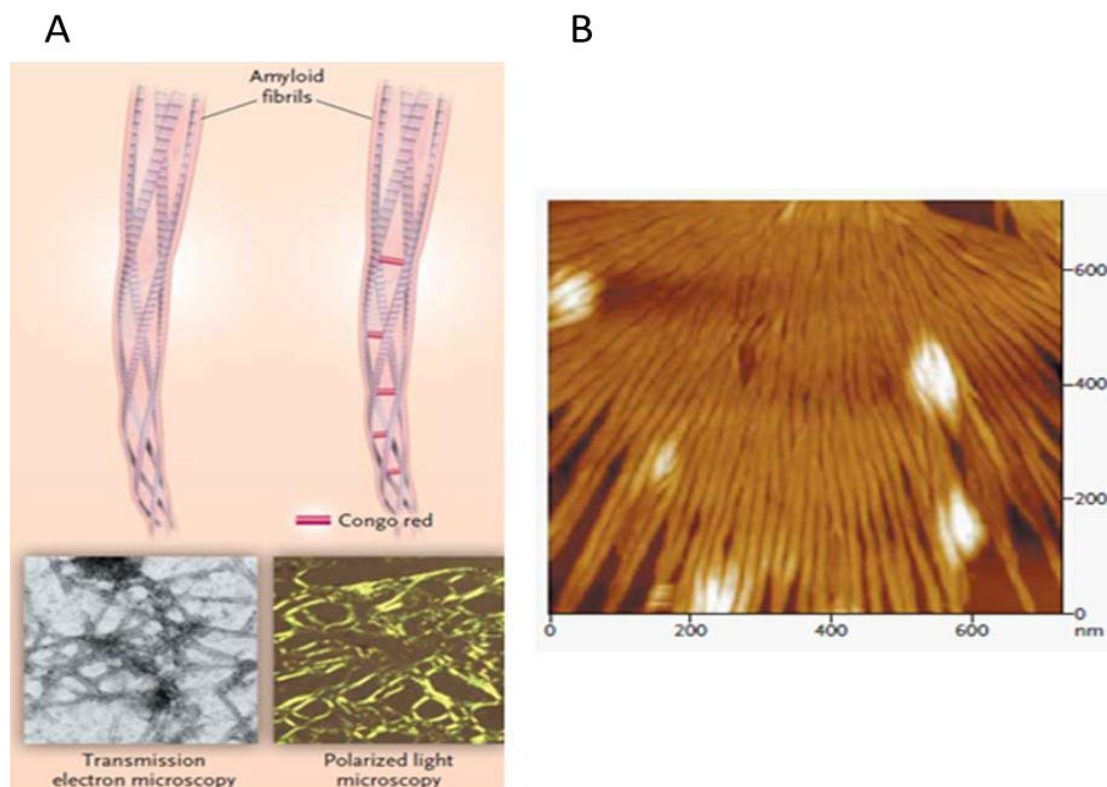 A
B
Amyloid
fibrils
Congo red
Transmission
electron microscopy
Polarized light
microscopy
600
400
200
0
0
200
400
600
nm